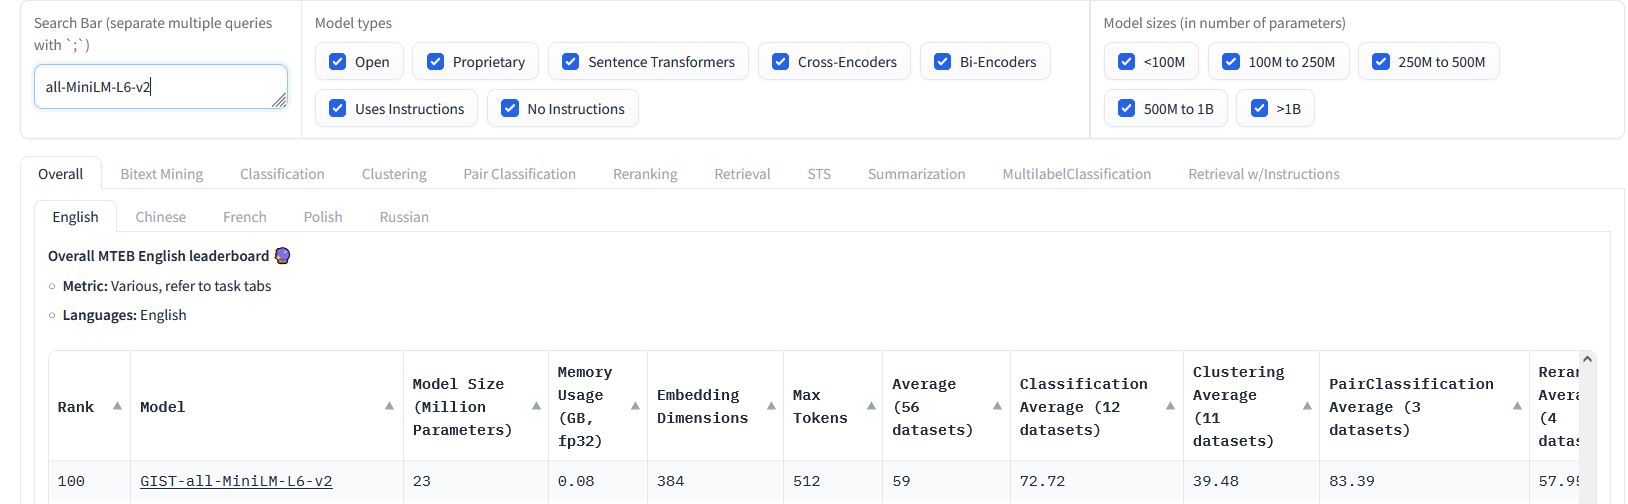 Search Bar (separate multiple queries
with `;`)
all-MiniLM-L6-v2
Model types
Open
Proprietary
Sentence Transformers
Cross-Encoders
Bi-Encoders
Uses Instructions
No Instructions
Model sizes (in number of parameters)
<100M
100M to 250M
250M to 500M
500M to 1B
>1B
Overall
Bitext Mining
Classification
Clustering
Pair Classification
Reranking
Retrieval
STS
Summarization
MultilabelClassification
Retrieval w/Instructions
English
Chinese
French
Polish
Russian
Overall MTEB English leaderboard 🔮
Metric: Various, refer to task tabs
Languages: English
Rank
Model
Model Size
(Million
Parameters)
Memory
Usage
(GB,
fp32)
Embedding
Dimensions
Max
Tokens
Average
(56
datasets)
Classification
Average (12
datasets)
Clustering
Average
(11
datasets)
PairClassification
Average (3
datasets)
(4
100
GIST-all-MiniLM-L6-v2
23
0.08
384
512
59
72.72
39.48
83.39